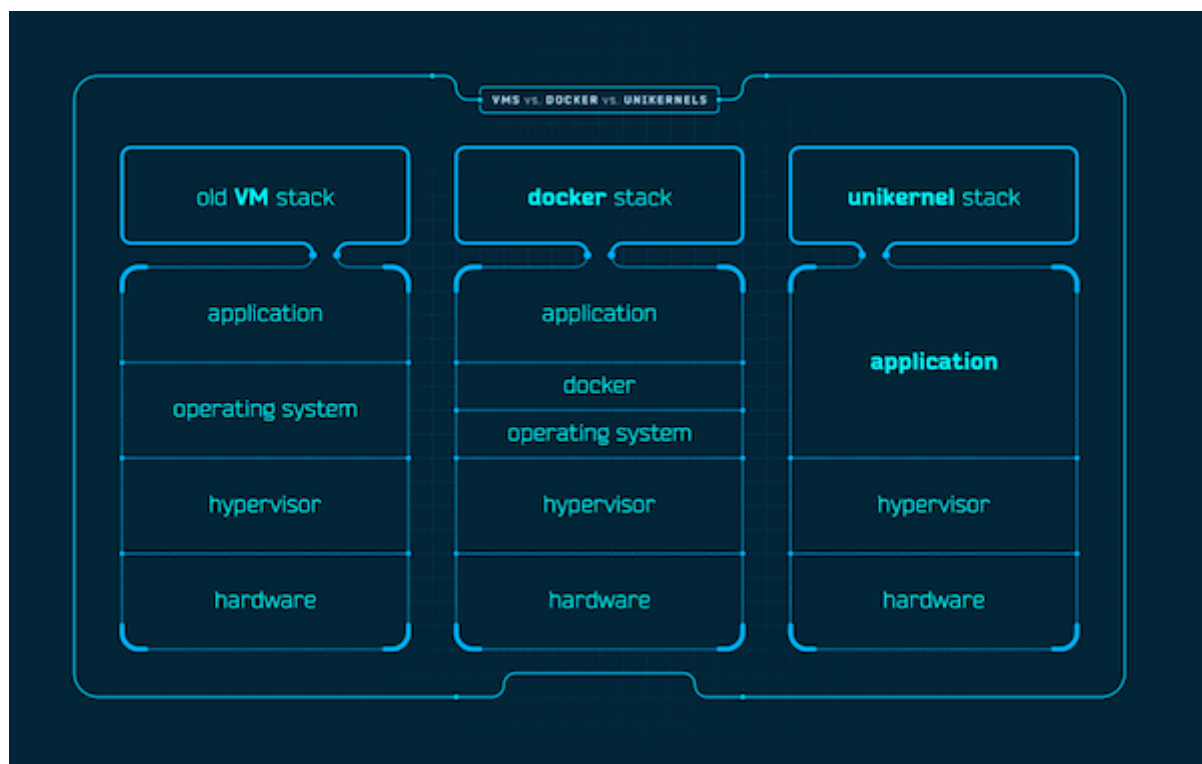 VMS VS. DOCKER VS. UNIKERNELS
old VM stack
application
operating system
hypervisor
hardware
docker stack
application
docker
operating system
hypervisor
hardware
unikernel stack
application
hypervisor
hardware